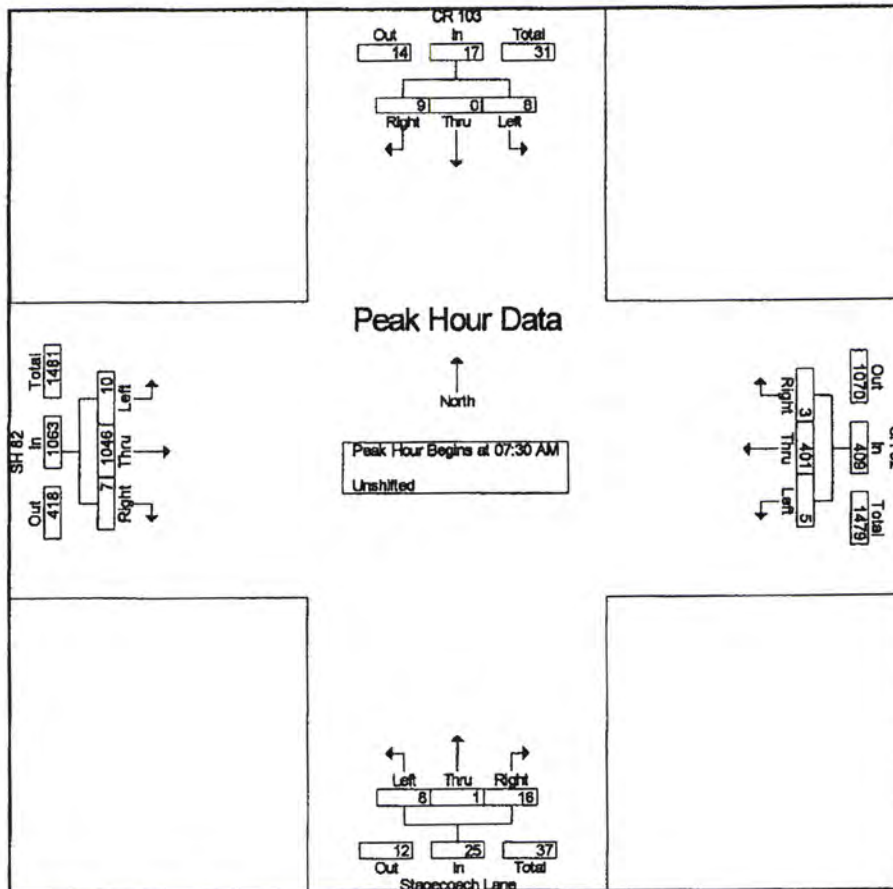 CR 103
Out In Total
14 17 31
9 0 8
Right Thru Left
Peak Hour Data
North
Peak Hour Begins at 07:30 AM
Unshifted
SH 82
Out In Total
418 1063 1481
7 1046 10
Right Thru Left
Out In Total
1070 409 1479
3 401 5
Right Thru Left
Left Thru Right
8 1 16
12 25 37
Out In Total
Stagecoach Lane